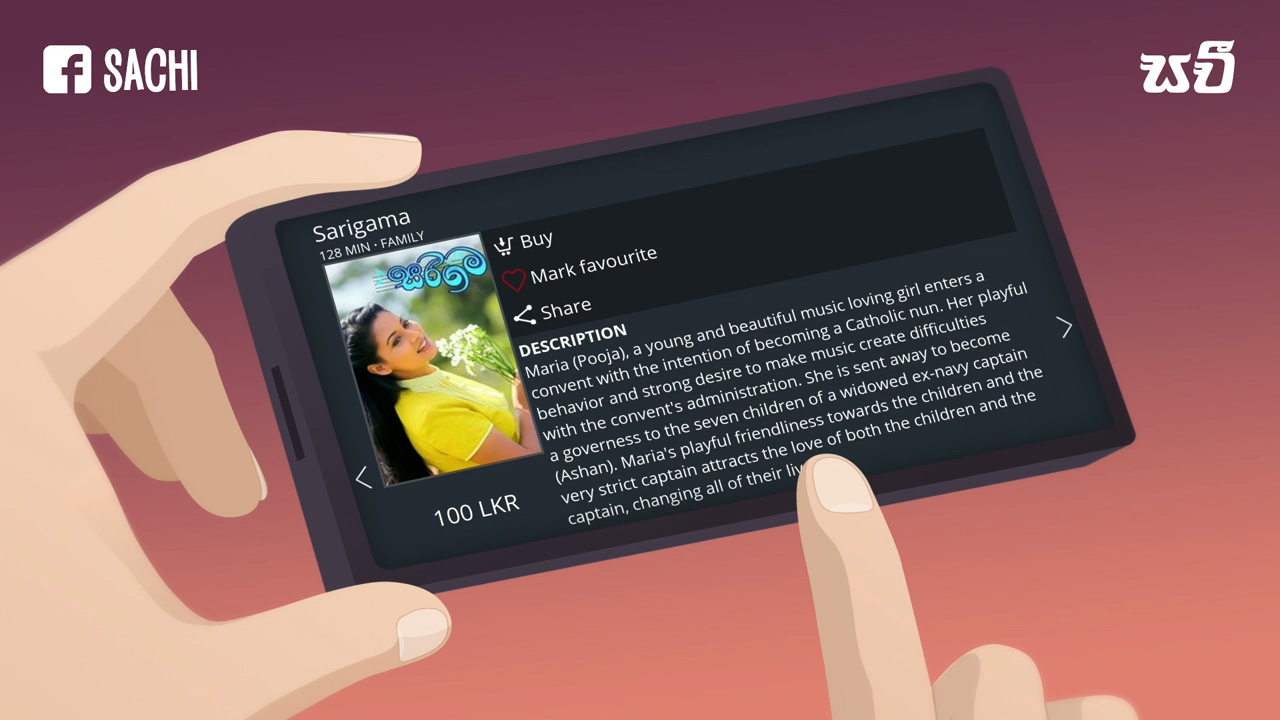 SACHI
සචි
Sarigama
128 MIN • FAMILY
සරිගම
Buy
Mark favourite
Share
DESCRIPTION
Maria (Pooja), a young and beautiful music loving girl enters a
convent with the intention of becoming a Catholic nun. Her playful
behavior and strong desire to make music create difficulties
with the convent's administration. She is sent away to become
a governess to the seven children of a widowed ex-navy captain
(Ashan). Maria's playful friendliness towards the children and the
very strict captain attracts the love of both the children and the
captain, changing all of their
100 LKR